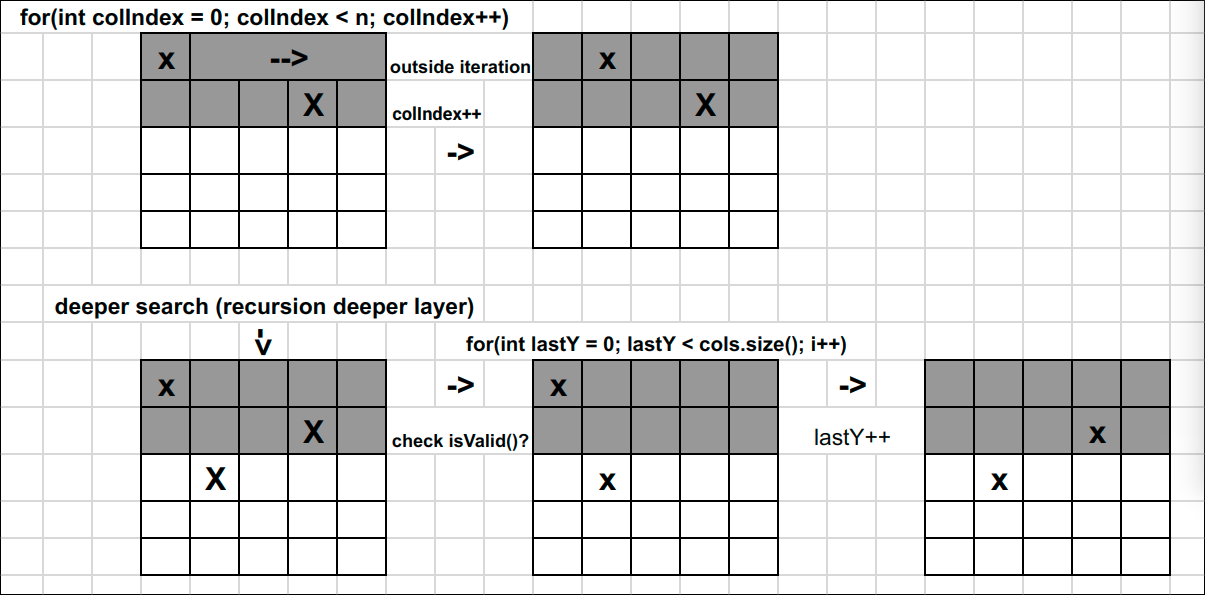 for(int colIndex = 0; colIndex < n; colIndex++)
x --> outside iteration x
X colIndex++ X
->
deeper search (recursion deeper layer)
-> for(int lastY = 0; lastY < cols.size(); i++)
x -> x ->
X check isValid()? lastY++ x
X x x